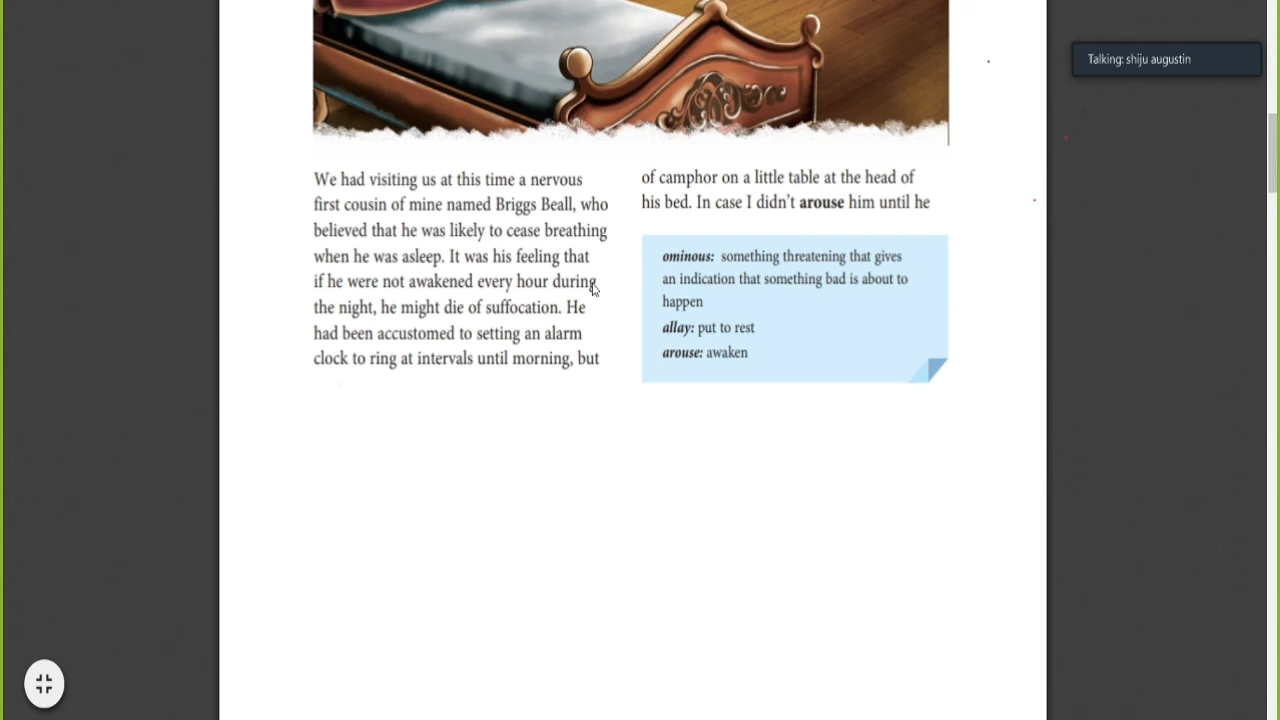 Talking: shiju augustin
We had visiting us at this time a nervous
first cousin of mine named Briggs Beall, who
believed that he was likely to cease breathing
when he was asleep. It was his feeling that
if he were not awakened every hour during
the night, he might die of suffocation. He
had been accustomed to setting an alarm
clock to ring at intervals until morning, but
of camphor on a little table at the head of
his bed. In case I didn't arouse him until he
ominous: something threatening that gives
an indication that something bad is about to
happen
allay: put to rest
arouse: awaken